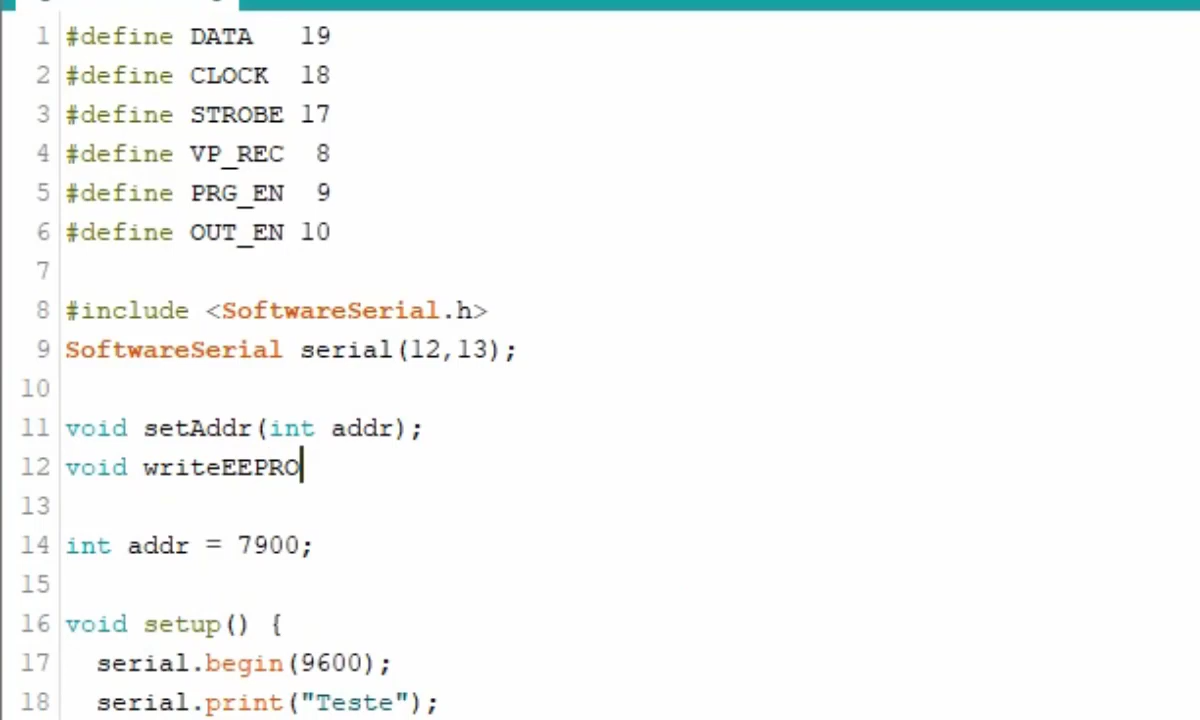 1 #define DATA   19
2 #define CLOCK  18
3 #define STROBE 17
4 #define VP_REC  8
5 #define PRG_EN  9
6 #define OUT_EN 10
7
8 #include <SoftwareSerial.h>
9 SoftwareSerial serial(12,13);
10
11 void setAddr(int addr);
12 void writeEEPRO
13
14 int addr = 7900;
15
16 void setup() {
17   serial.begin(9600);
18   serial.print("Teste");